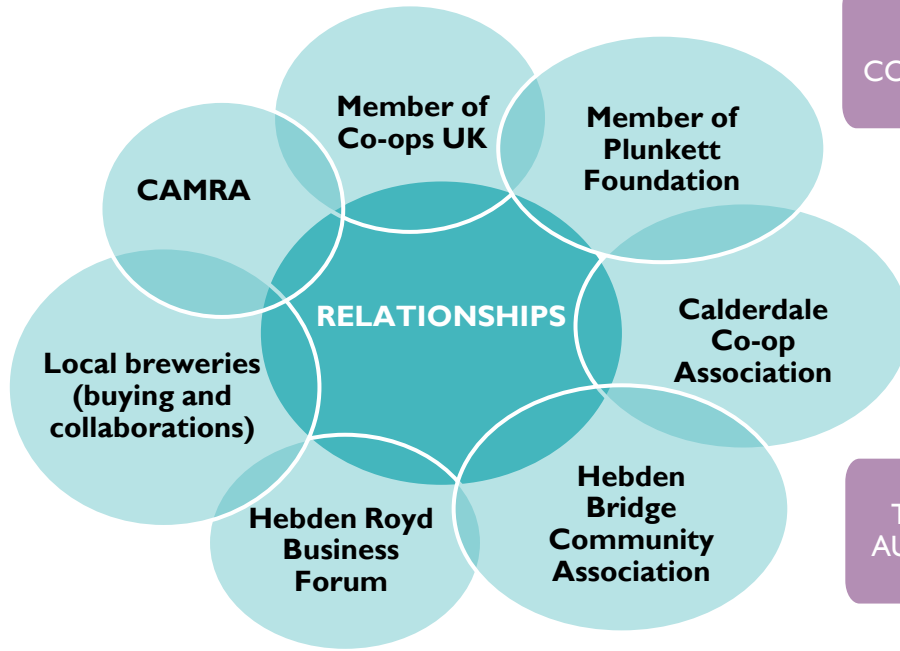 Member of
Co-ops UK
Member of
Plunkett
Foundation
CAMRA
RELATIONSHIPS
Calderdale
Co-op
Association
Local breweries
(buying and
collaborations)
Hebden
Bridge
Community
Association
Hebden Royd
Business
Forum